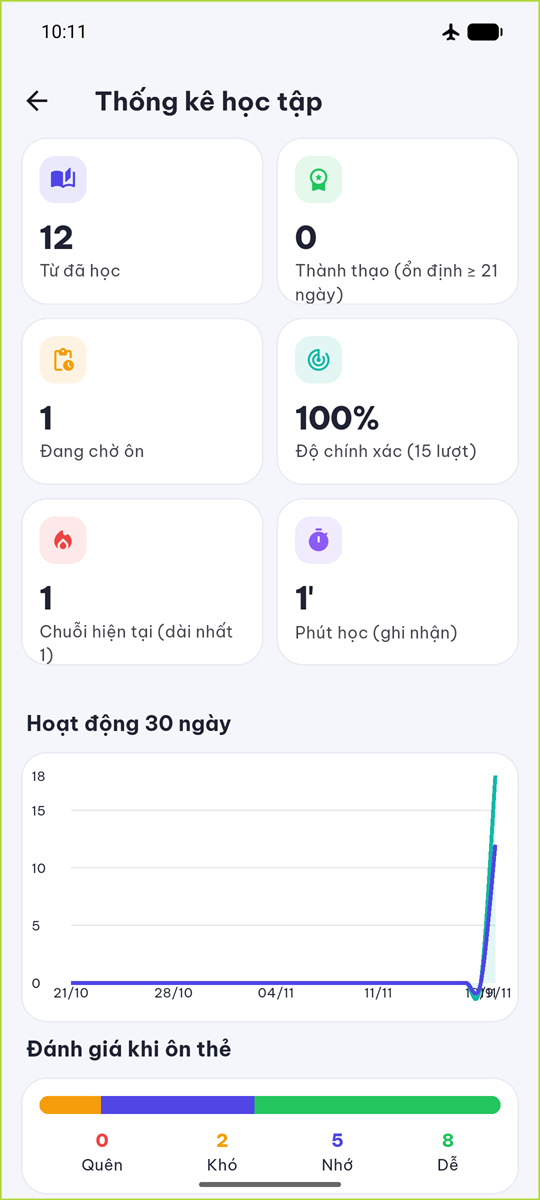 10:11
Thống kê học tập
12
Từ đã học
0
Thành thạo (ổn định ≥ 21
ngày)
1
Đang chờ ôn
100%
Độ chính xác (15 lượt)
1
Chuỗi hiện tại (dài nhất
1)
1'
Phút học (ghi nhận)
Hoạt động 30 ngày
18
15
10
5
0
21/10 28/10 04/11 11/11
Đánh giá khi ôn thẻ
0 2 5 8
Quên Khó Nhớ Dễ